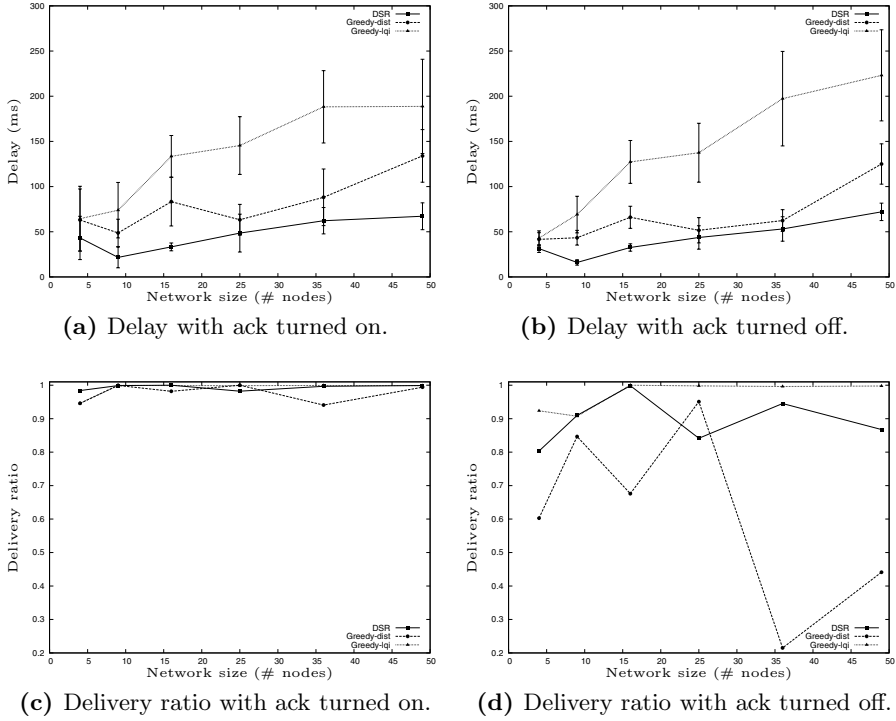 300
250
200
150
100
50
0
Delay (ms)
0 5 10 15 20 25 30 35 40 45 50
Network size (# nodes)
DSR
Greedy-dist
Greedy-lqi
(a) Delay with ack turned on.
300
250
200
150
100
50
0
Delay (ms)
0 5 10 15 20 25 30 35 40 45 50
Network size (# nodes)
DSR
Greedy-dist
Greedy-lqi
(b) Delay with ack turned off.
1
0.9
0.8
0.7
0.6
0.5
0.4
0.3
0.2
Delivery ratio
0 5 10 15 20 25 30 35 40 45 50
Network size (# nodes)
DSR
Greedy-dist
Greedy-lqi
(c) Delivery ratio with ack turned on.
1
0.9
0.8
0.7
0.6
0.5
0.4
0.3
0.2
Delivery ratio
0 5 10 15 20 25 30 35 40 45 50
Network size (# nodes)
DSR
Greedy-dist
Greedy-lqi
(d) Delivery ratio with ack turned off.